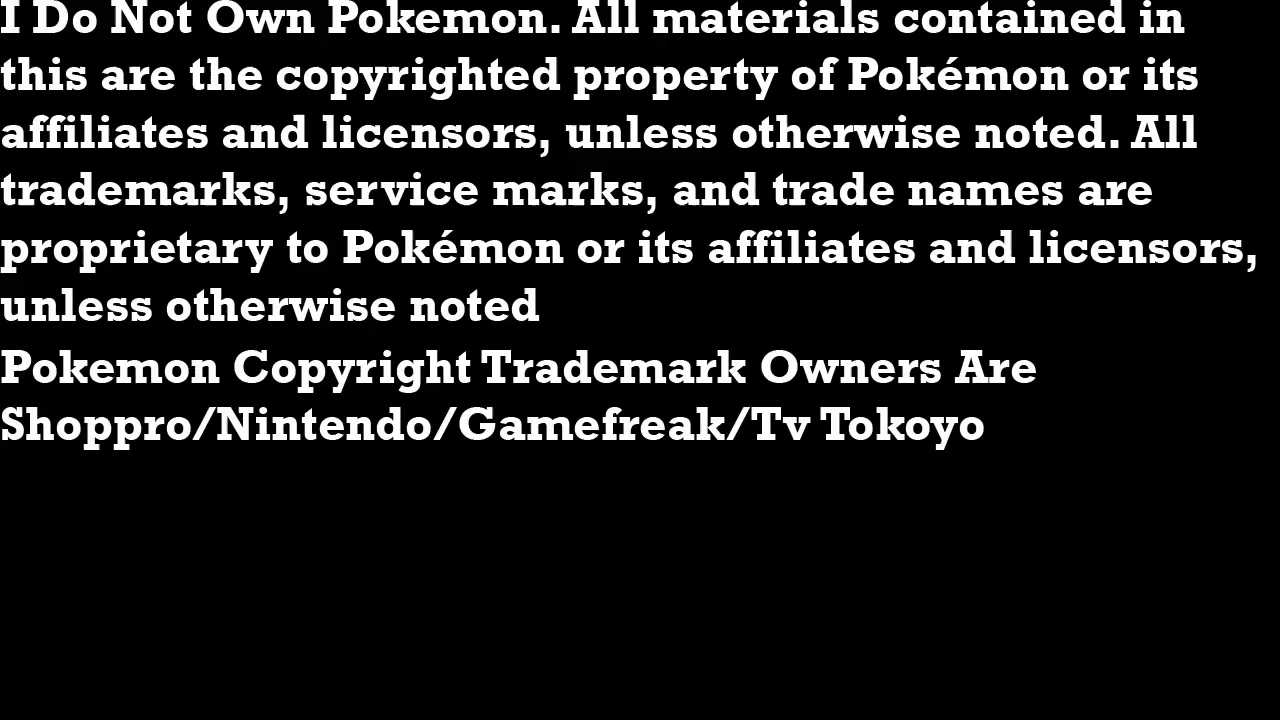 I Do Not Own Pokemon. All materials contained in
this are the copyrighted property of Pokémon or its
affiliates and licensors, unless otherwise noted. All
trademarks, service marks, and trade names are
proprietary to Pokémon or its affiliates and licensors,
unless otherwise noted
Pokemon Copyright Trademark Owners Are
Shoppro/Nintendo/Gamefreak/Tv Tokoyo